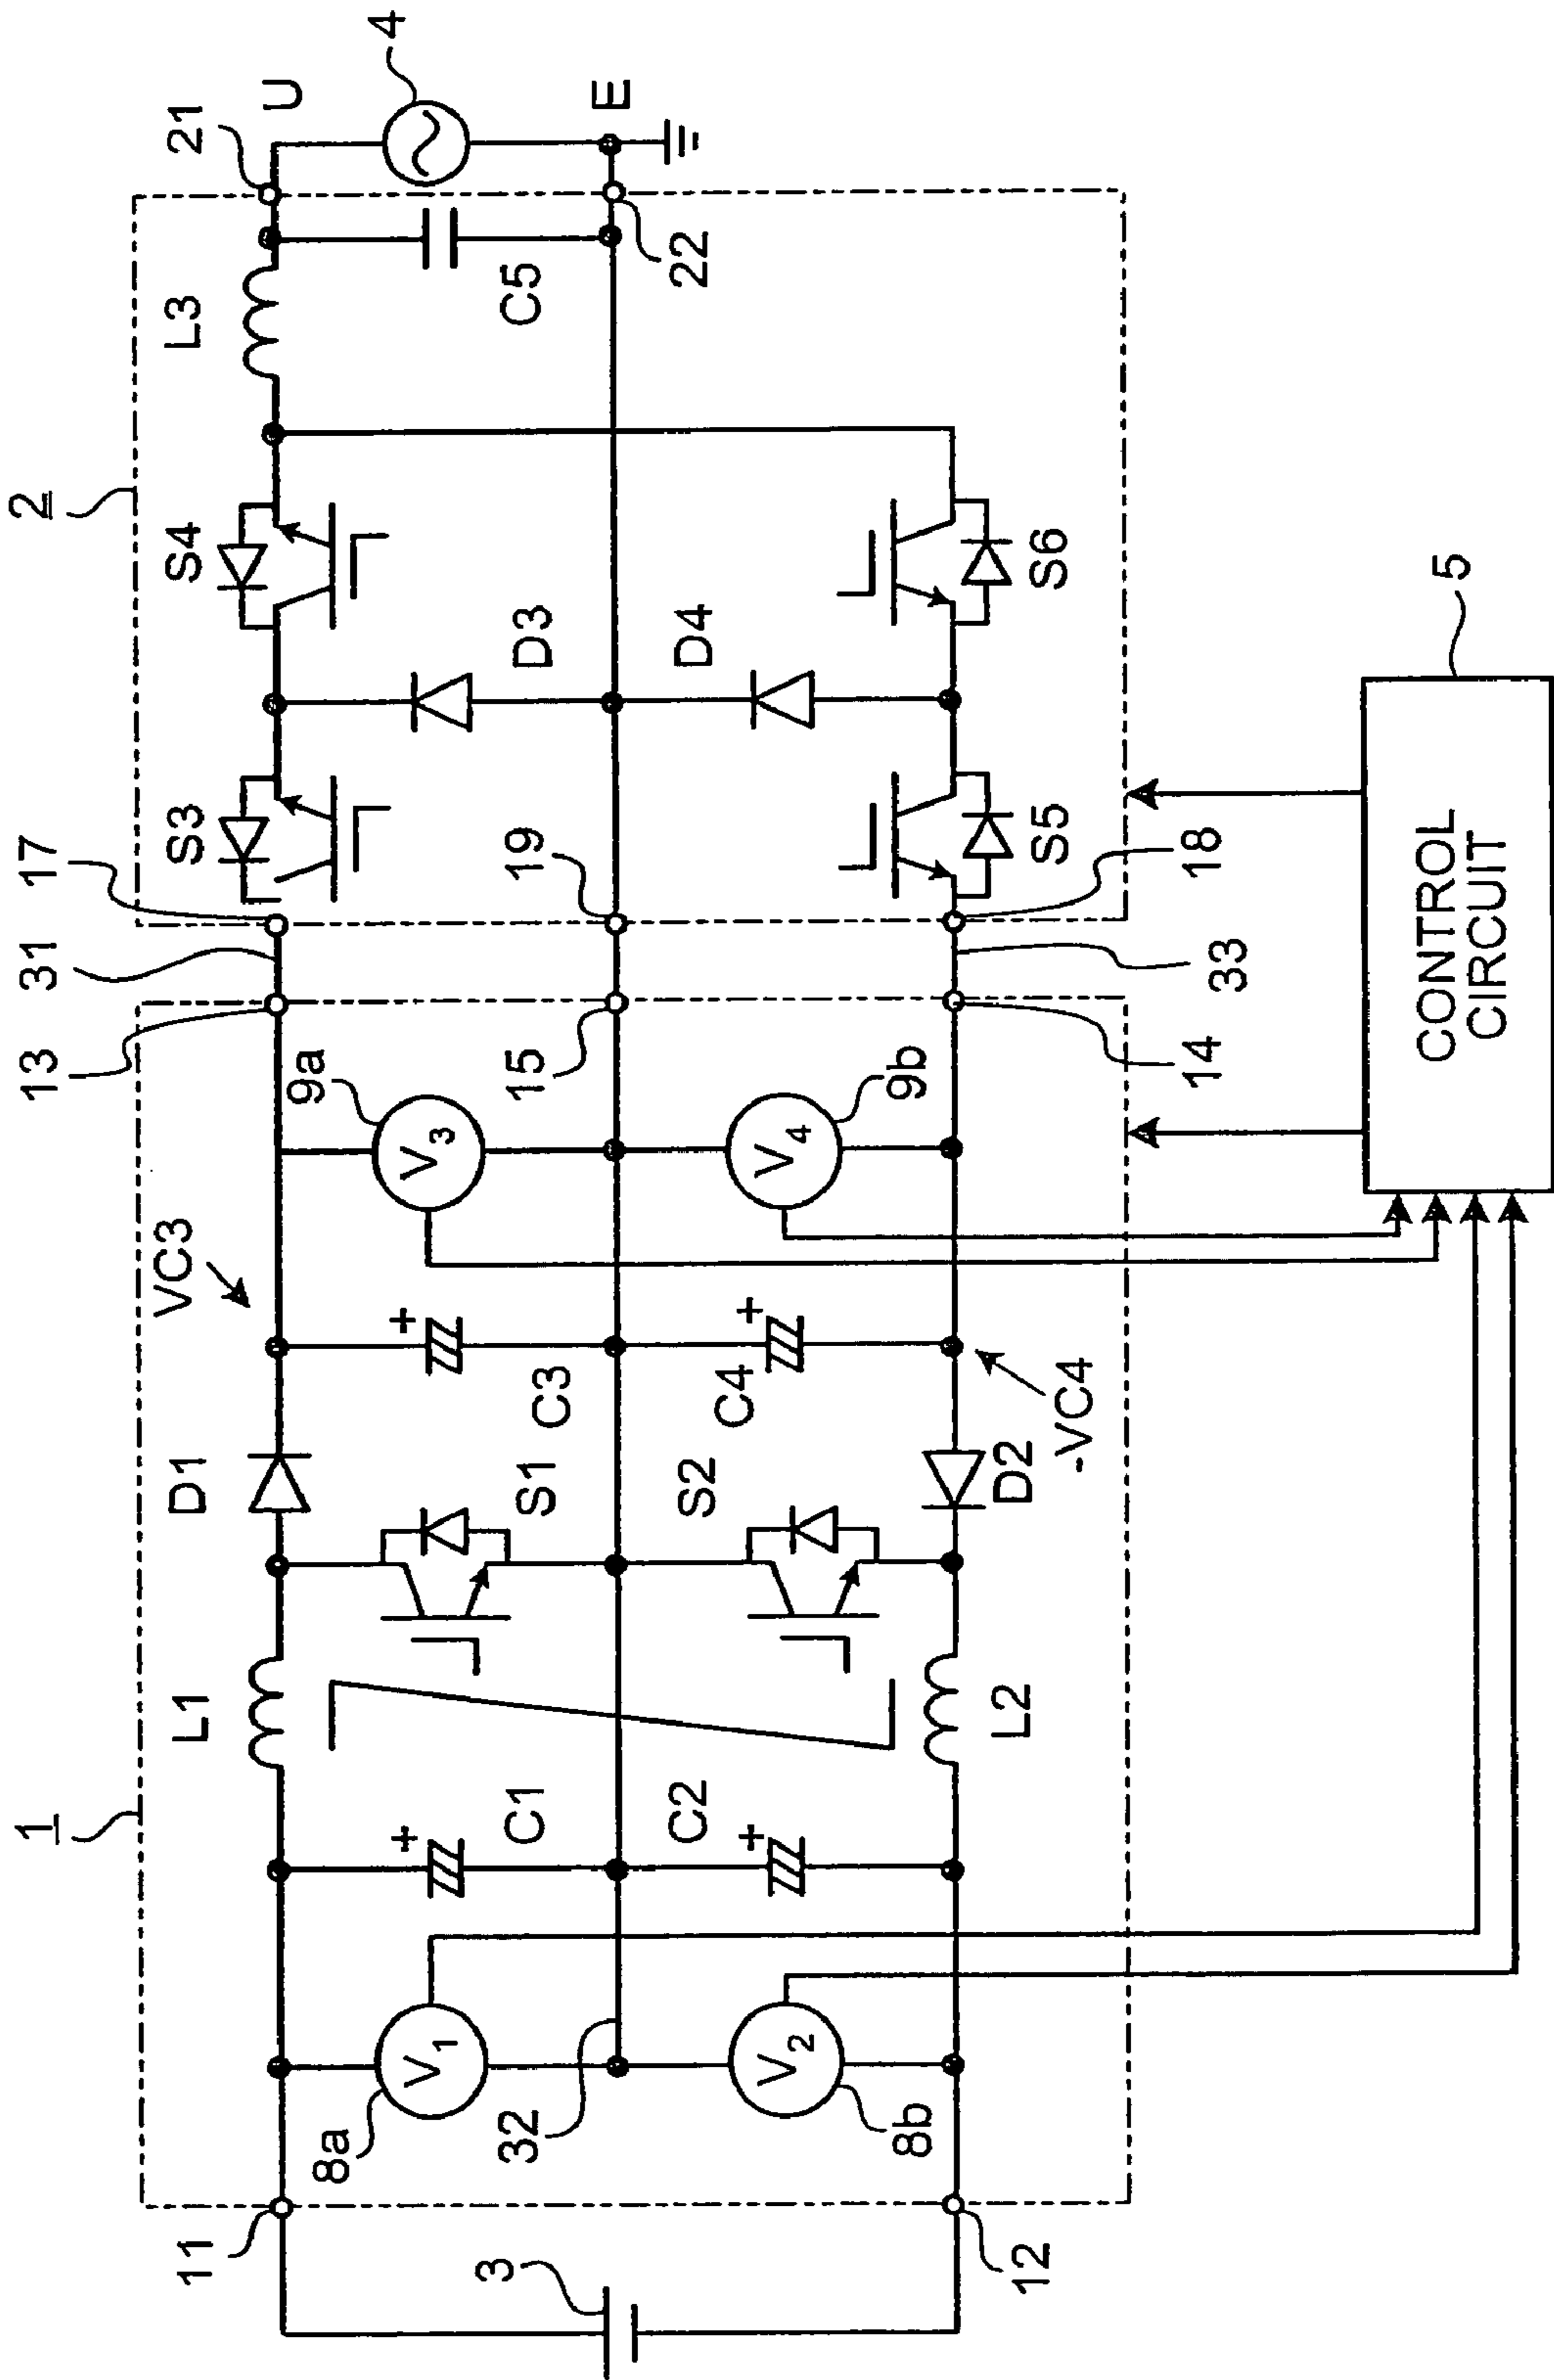 1
2
11
8a
V1
32
V2
8b
12
3
C1
C2
L1
L2
S1
S2
D1
D2
VC3
C3
C4
-VC4
9a
V3
9b
V4
13
15
14
31
33
17
19
18
S3
S4
D3
D4
S5
S6
L3
C5
21
22
U
E
4
5
CONTROL
CIRCUIT